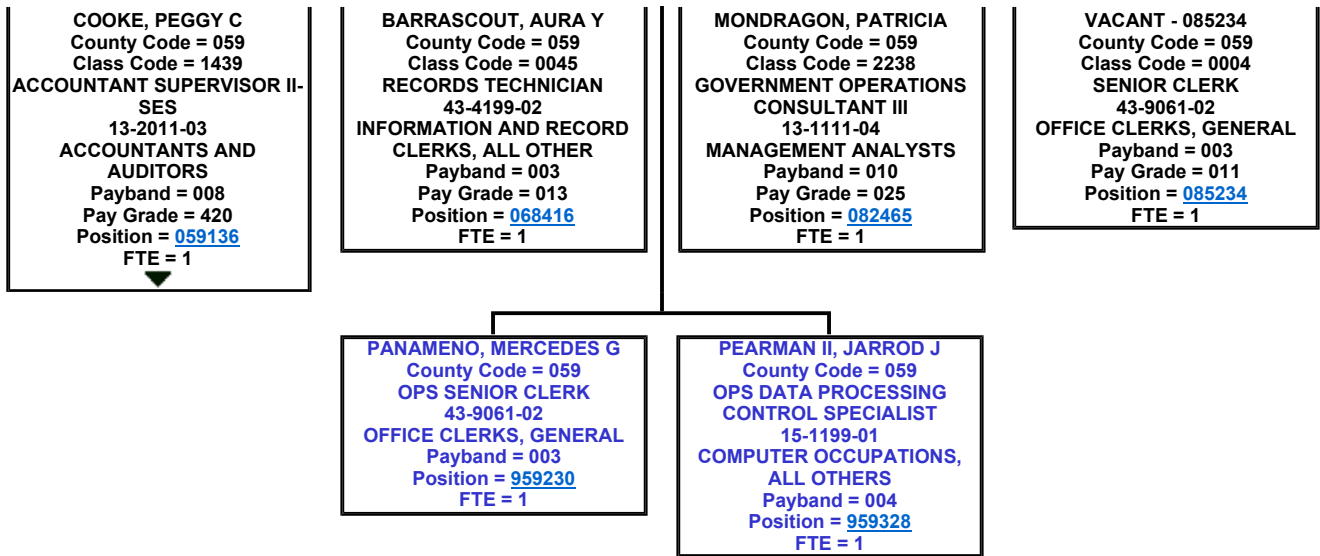 COOKE, PEGGY C
County Code = 059
Class Code = 1439
ACCOUNTANT SUPERVISOR II-
SES
13-2011-03
ACCOUNTANTS AND
AUDITORS
Payband = 008
Pay Grade = 420
Position = 059136
FTE = 1
BARRASCOUT, AURA Y
County Code = 059
Class Code = 0045
RECORDS TECHNICIAN
43-4199-02
INFORMATION AND RECORD
CLERKS, ALL OTHER
Payband = 003
Pay Grade = 013
Position = 068416
FTE = 1
MONDRAGON, PATRICIA
County Code = 059
Class Code = 2238
GOVERNMENT OPERATIONS
CONSULTANT III
13-1111-04
MANAGEMENT ANALYSTS
Payband = 010
Pay Grade = 025
Position = 082465
FTE = 1
VACANT - 085234
County Code = 059
Class Code = 0004
SENIOR CLERK
43-9061-02
OFFICE CLERKS, GENERAL
Payband = 003
Pay Grade = 011
Position = 085234
FTE = 1
PANAMENO, MERCEDES G
County Code = 059
OPS SENIOR CLERK
43-9061-02
OFFICE CLERKS, GENERAL
Payband = 003
Position = 959230
FTE = 1
PEARMAN II, JARROD J
County Code = 059
OPS DATA PROCESSING
CONTROL SPECIALIST
15-1199-01
COMPUTER OCCUPATIONS,
ALL OTHERS
Payband = 004
Position = 959328
FTE = 1